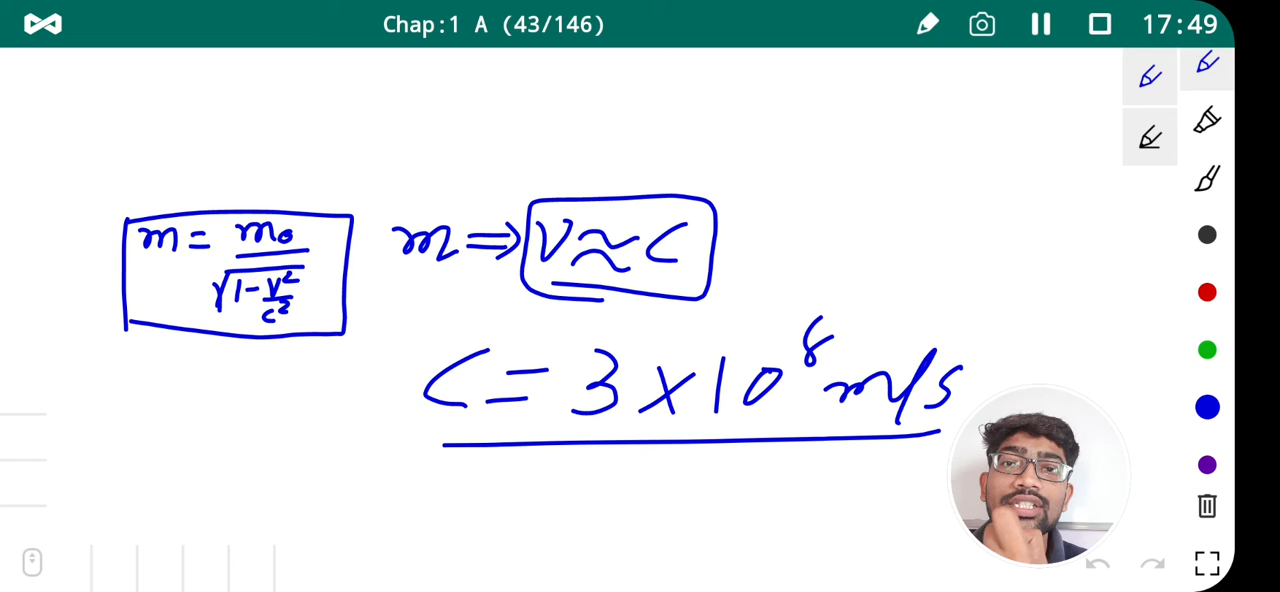 Chap:1 A (43/146)
17:49
m = m₀ / √1-v²/c²
m ⇒ V ≈ C
C = 3 × 10⁸ m/s